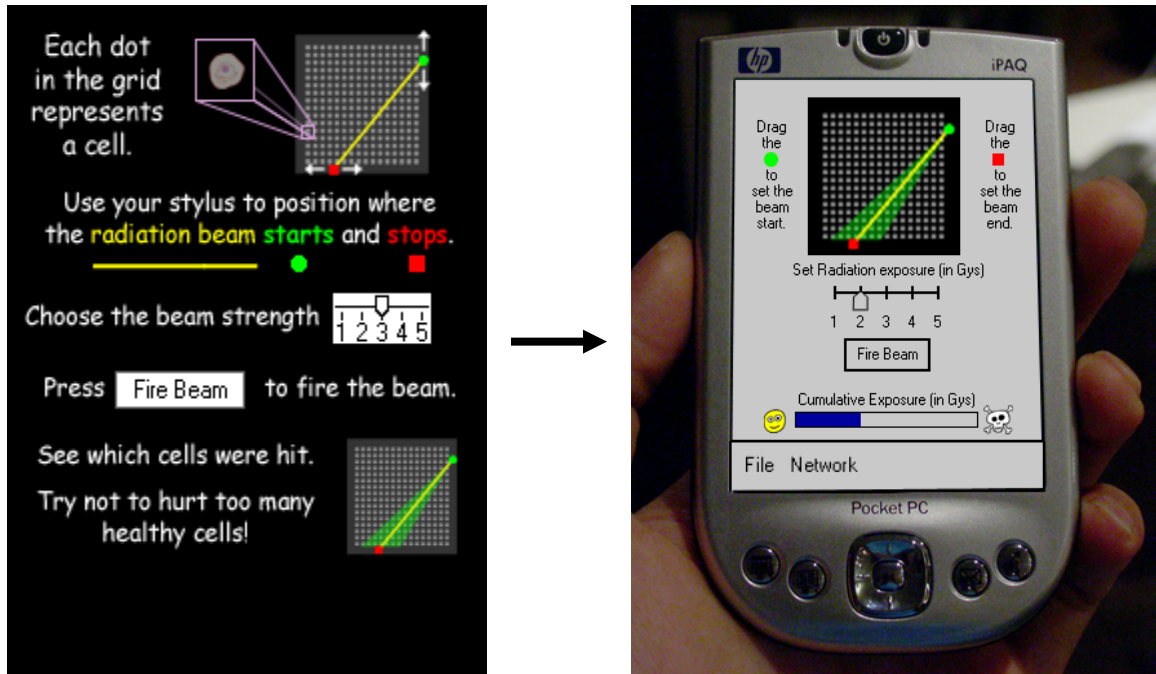 Each dot
in the grid
represents
a cell.
Use your stylus to position where
the radiation beam starts and stops.
Choose the beam strength
1 2 3 4 5
Press Fire Beam to fire the beam.
See which cells were hit.
Try not to hurt too many
healthy cells!
hp
iPAQ
Drag
the
to
set the
beam
start.
Drag
the
to
set the
beam
end.
Set Radiation exposure (in Gys)
1 2 3 4 5
Fire Beam
Cumulative Exposure (in Gys)
File Network
Pocket PC